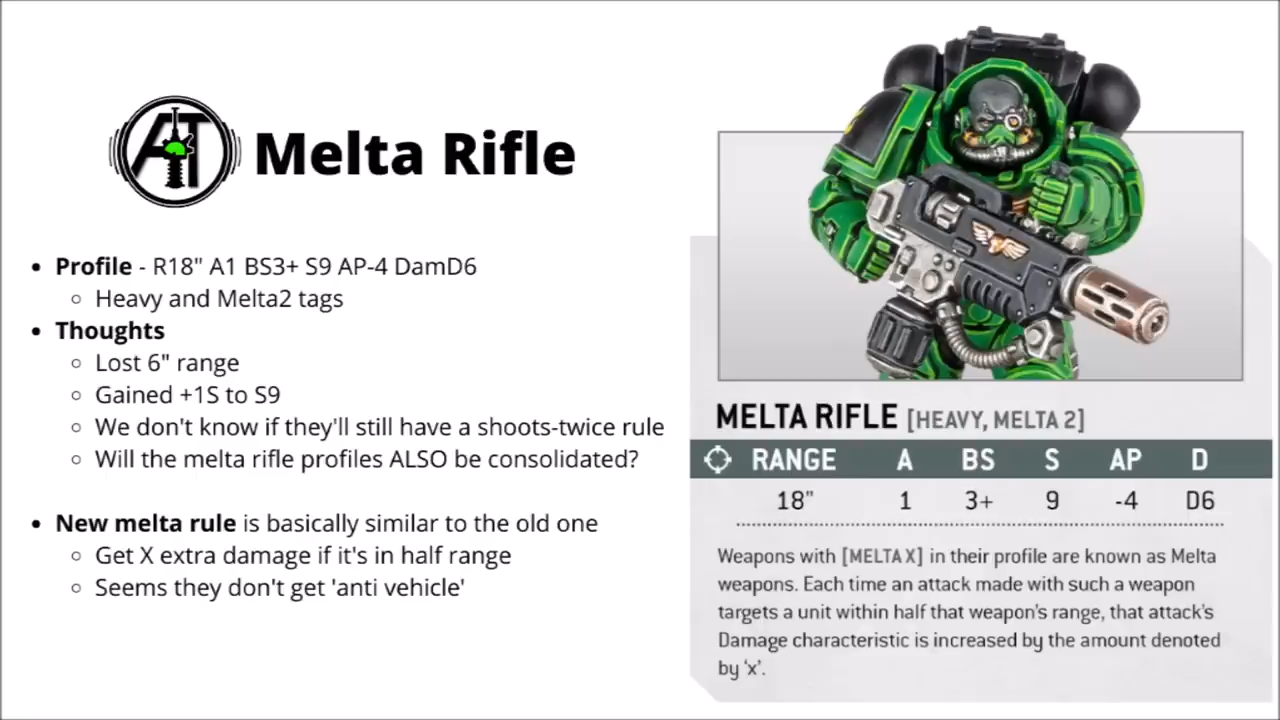 AT
Melta Rifle
• Profile - R18" A1 BS3+ S9 AP-4 DamD6
○ Heavy and Melta2 tags
• Thoughts
○ Lost 6" range
○ Gained +1S to S9
○ We don't know if they'll still have a shoots-twice rule
○ Will the melta rifle profiles ALSO be consolidated?
• New melta rule is basically similar to the old one
○ Get X extra damage if it's in half range
○ Seems they don't get 'anti vehicle'
MELTA RIFLE [HEAVY, MELTA 2]
RANGE A BS S AP D
18" 1 3+ 9 -4 D6
Weapons with [MELTA X] in their profile are known as Melta
weapons. Each time an attack made with such a weapon
targets a unit within half that weapon's range, that attack's
Damage characteristic is increased by the amount denoted
by 'x'.